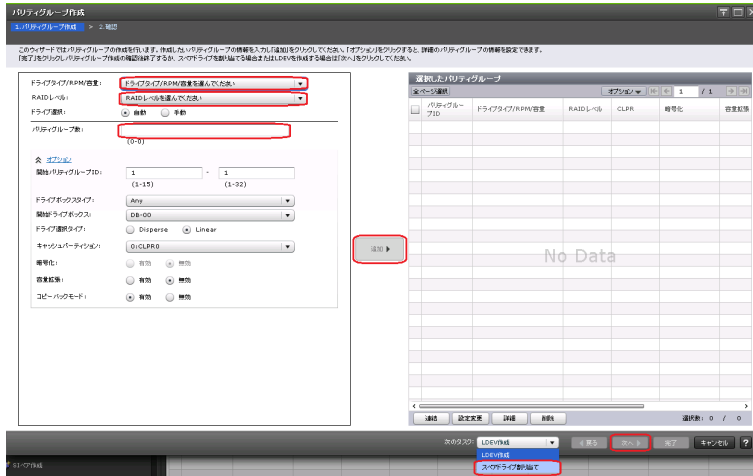 パリティグループ作成
1.パリティグループ作成 > 2.確認
このウィザードではパリティグループの作成を行います。作成したいパリティグループの情報を入力し「追加」をクリックしてください。「オプション」をクリックすると、詳細のパリティグループの情報を設定できます。
「完了」をクリックしパリティグループ作成の確認後終了するか、スペアドライブを割り当てる場合またはLDEVを作成する場合は「次へ」をクリックしてください。
ドライブタイプ/RPM/容量: ドライブタイプ/RPM/容量を選んでください
RAIDレベル: RAIDレベルを選んでください
ドライブ選択: 自動 手動
パリティグループ数:
(0-0)
オプション
開始パリティグループID: 1 - 1
(1-15) (1-32)
ドライブボックスタイプ: Any
開始ドライブボックス: DB-00
ドライブ選択タイプ: Disperse Linear
キャッシュパーティション: 0:CLPR0
暗号化: 有効 無効
容量拡張: 有効 無効
コピーバックモード: 有効 無効
追加
選択したパリティグループ
全ページ選択 オプション 1 / 1
パリティグループID ドライブタイプ/RPM/容量 RAIDレベル CLPR 暗号化 容量拡張
No Data
連結 設定変更 詳細 削除 選択数: 0 / 0
次のタスク: LDEV作成 戻る 次へ 完了 キャンセル ?
LDEV作成
スペアドライブ割り当て